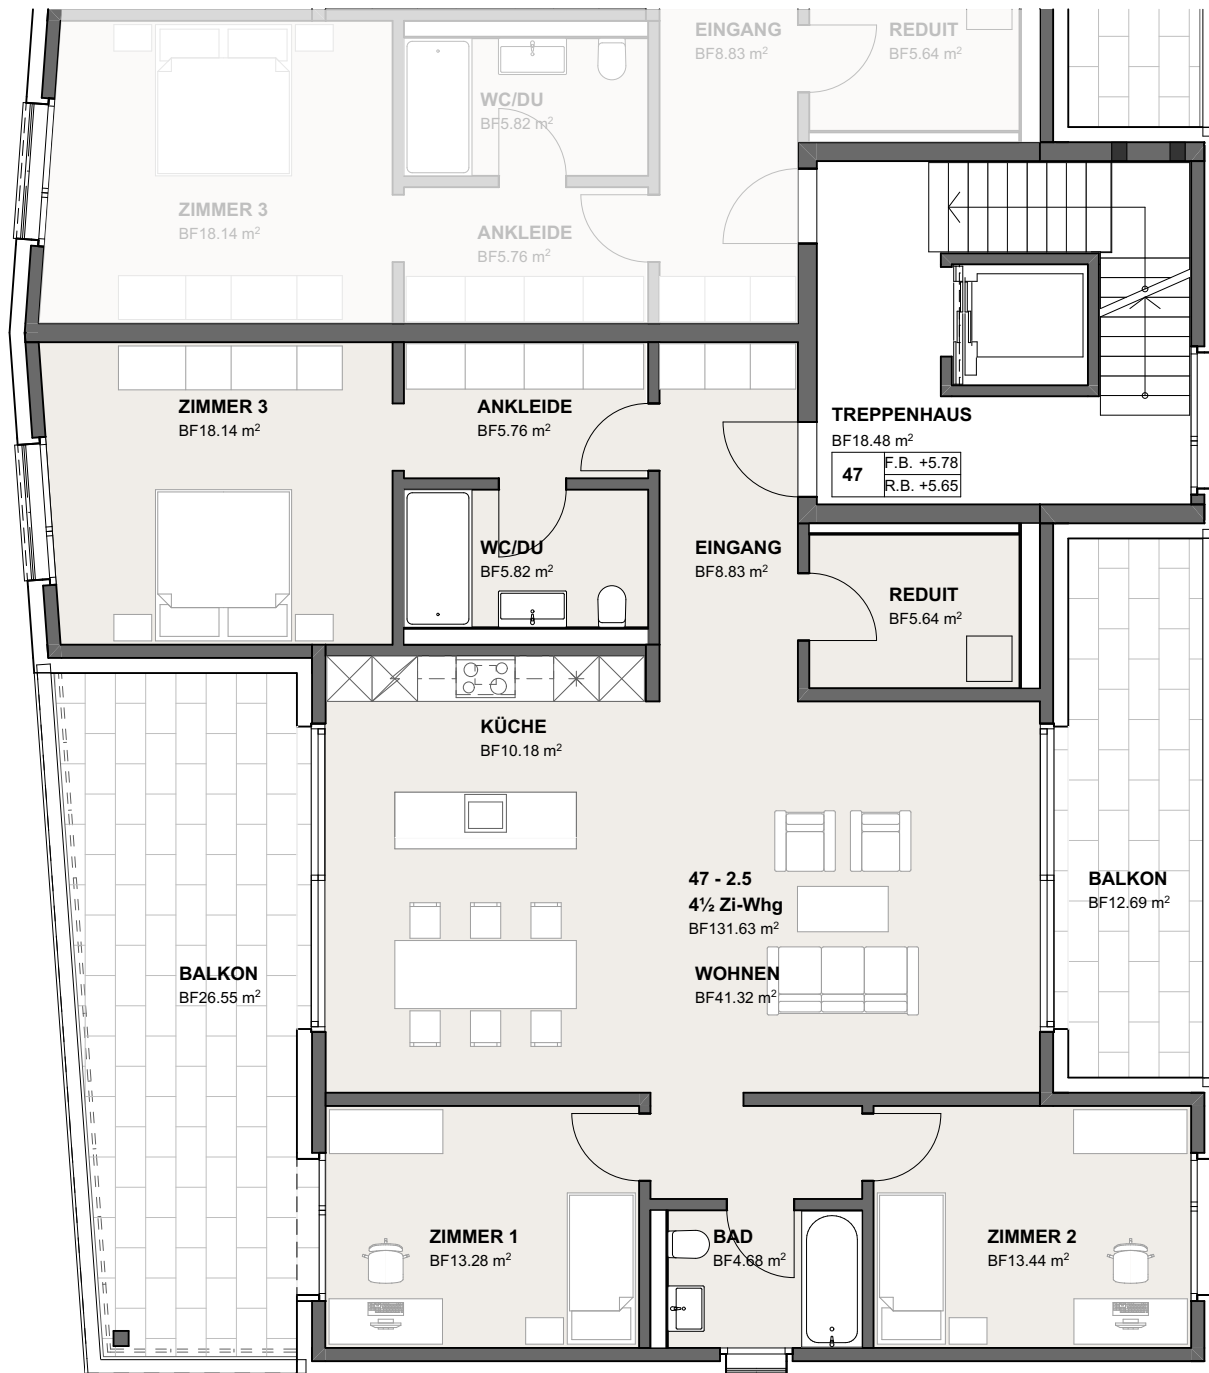 EINGANG
BF8.83 m²
REDUIT
BF5.64 m²
WC/DU
BF5.82 m²
ZIMMER 3
BF18.14 m²
ANKLEIDE
BF5.76 m²
ZIMMER 3
BF18.14 m²
ANKLEIDE
BF5.76 m²
TREPPENHAUS
BF18.48 m²
47
F.B. +5.78
R.B. +5.65
WC/DU
BF5.82 m²
EINGANG
BF8.83 m²
REDUIT
BF5.64 m²
KÜCHE
BF10.18 m²
47 - 2.5
4½ Zi-Whg
BF131.63 m²
BALKON
BF12.69 m²
BALKON
BF26.55 m²
WOHNEN
BF41.32 m²
ZIMMER 1
BF13.28 m²
BAD
BF4.68 m²
ZIMMER 2
BF13.44 m²